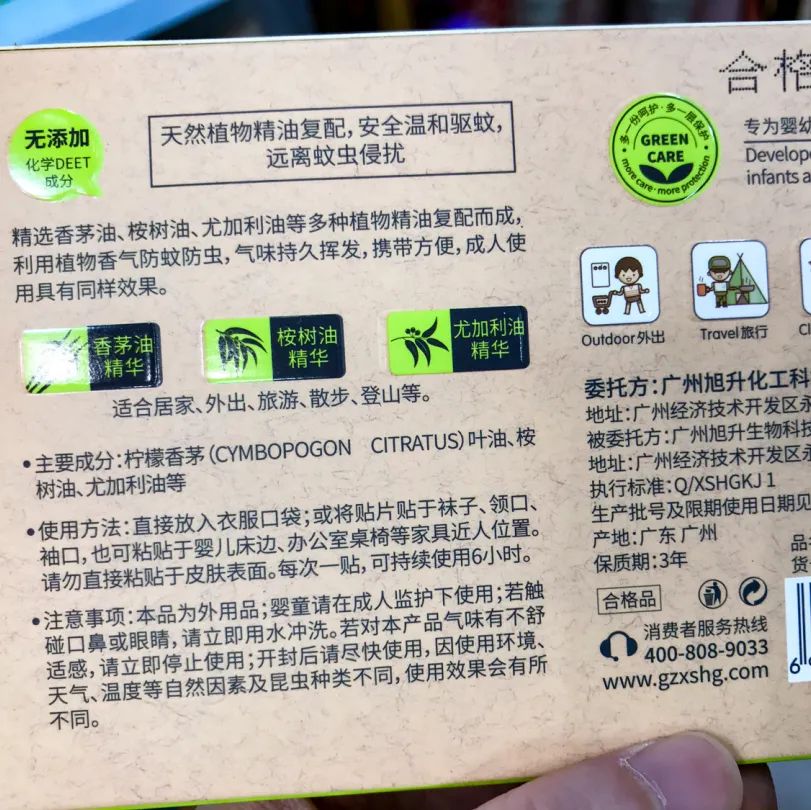 合格
无添加
化学DEET
成分
天然植物精油复配,安全温和驱蚊,
远离蚊虫侵扰
多一份呵护·多一层保护
GREEN
CARE
more care·more protection
专为婴幼
Develope
infants a
精选香茅油、桉树油、尤加利油等多种植物精油复配而成,
利用植物香气防蚊防虫,气味持久挥发,携带方便,成人使
用具有同样效果。
香茅油
精华
桉树油
精华
尤加利油
精华
适合居家、外出、旅游、散步、登山等。
Outdoor外出
Travel旅行
•主要成分:柠檬香茅(CYMBOPOGON CITRATUS)叶油、桉
树油、尤加利油等
•使用方法:直接放入衣服口袋;或将贴片贴于袜子、领口、
袖口,也可粘贴于婴儿床边、办公室桌椅等家具近人位置。
请勿直接粘贴于皮肤表面。每次一贴,可持续使用6小时。
•注意事项:本品为外用品;婴童请在成人监护下使用;若触
碰口鼻或眼睛,请立即用水冲洗。若对本产品气味有不舒
适感,请立即停止使用;开封后请尽快使用,因使用环境、
天气、温度等自然因素及昆虫种类不同,使用效果会有所
不同。
委托方:广州旭升化工科
地址:广州经济技术开发区永
被委托方:广州旭升生物科技
地址:广州经济技术开发区永
执行标准:Q/XSHGKJ 1
生产批号及限期使用日期见
产地:广东 广州
保质期:3年
品
货
合格品
消费者服务热线
400-808-9033
www.gzxshg.com
6